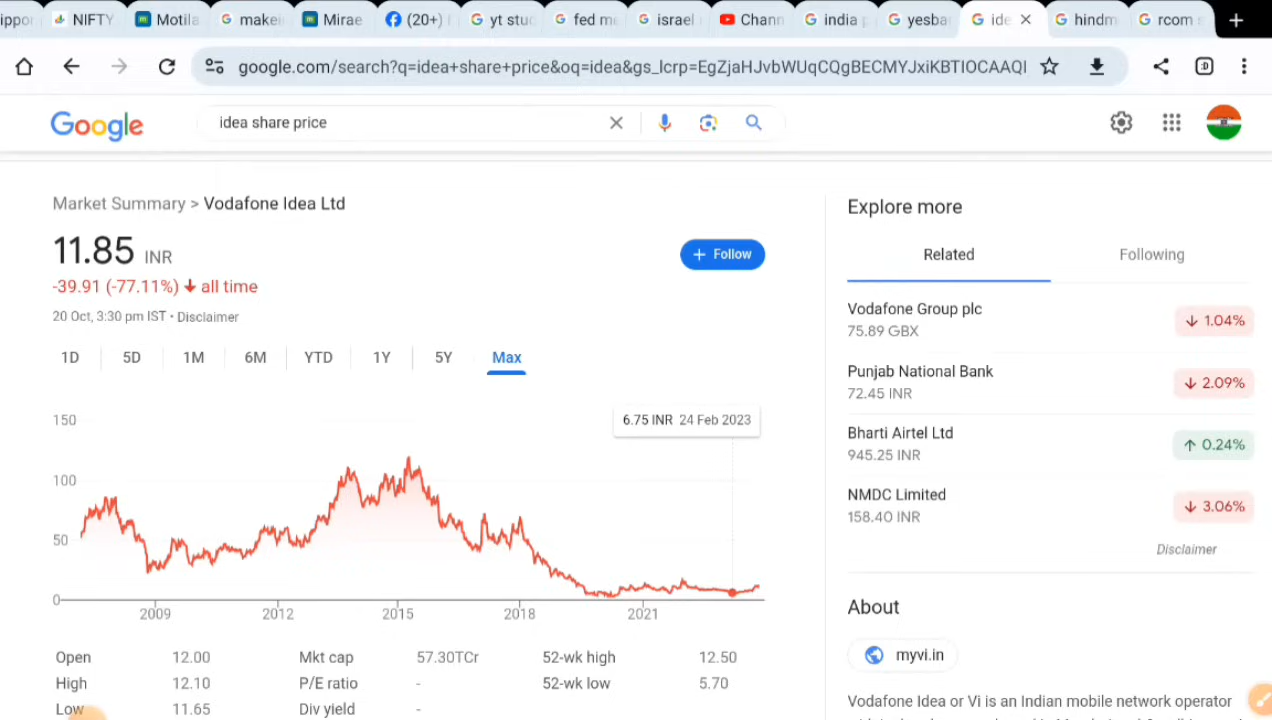 ippor
NIFTY
Motila
makei
Mirae
(20+)
yt stud
fed me
israel
Chann
india p
yesba
ide
hindm
rcom s
google.com/search?q=idea+share+price&oq=idea&gs_lcrp=EgZjaHJvbWUqCQgBECMYJxiKBTIOCAAQI
Google
idea share price
Market Summary > Vodafone Idea Ltd
11.85 INR
+ Follow
-39.91 (-77.11%) ↓ all time
20 Oct, 3:30 pm IST • Disclaimer
1D 5D 1M 6M YTD 1Y 5Y Max
6.75 INR 24 Feb 2023
150
100
50
0
2009 2012 2015 2018 2021
Open 12.00 Mkt cap 57.30TCr 52-wk high 12.50
High 12.10 P/E ratio - 52-wk low 5.70
Low 11.65 Div yield -
Explore more
Related Following
Vodafone Group plc
75.89 GBX
↓ 1.04%
Punjab National Bank
72.45 INR
↓ 2.09%
Bharti Airtel Ltd
945.25 INR
↑ 0.24%
NMDC Limited
158.40 INR
↓ 3.06%
Disclaimer
About
myvi.in
Vodafone Idea or Vi is an Indian mobile network operator